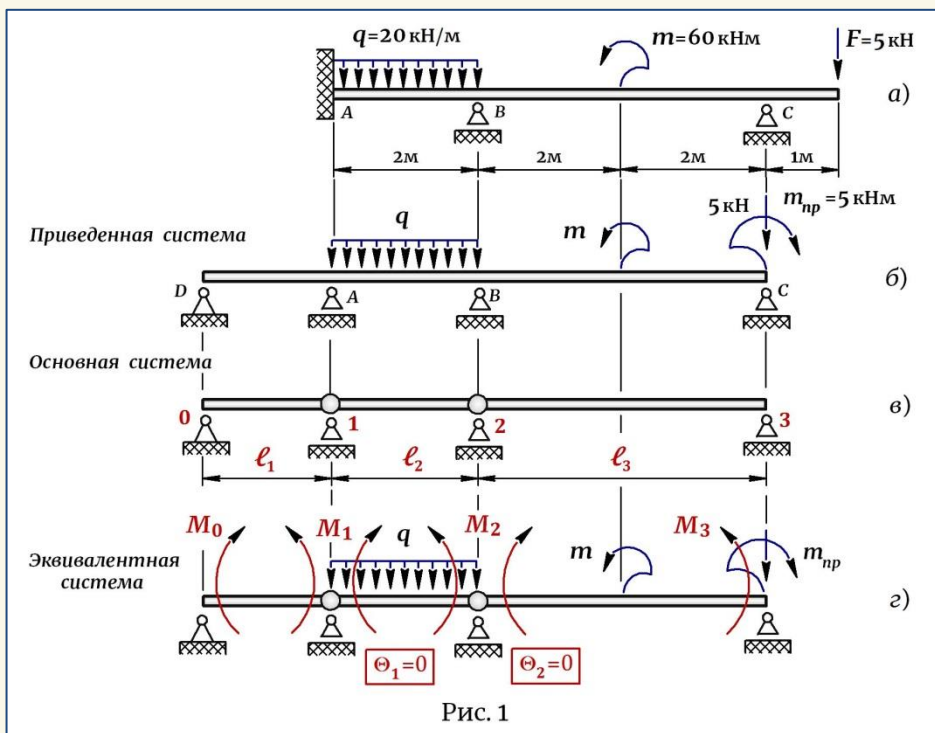 q=20 кН/м
m=60 кНм
F=5 кН
а)
A
B
C
2м
2м
2м
1м
Приведенная система
q
m
5 кН
m_пр = 5 кНм
б)
D
A
B
C
Основная система
в)
0
1
2
3
ℓ₁
ℓ₂
ℓ₃
Эквивалентная
система
M₀
M₁
q
M₂
m
M₃
m_пр
г)
Θ₁=0
Θ₂=0
Рис. 1